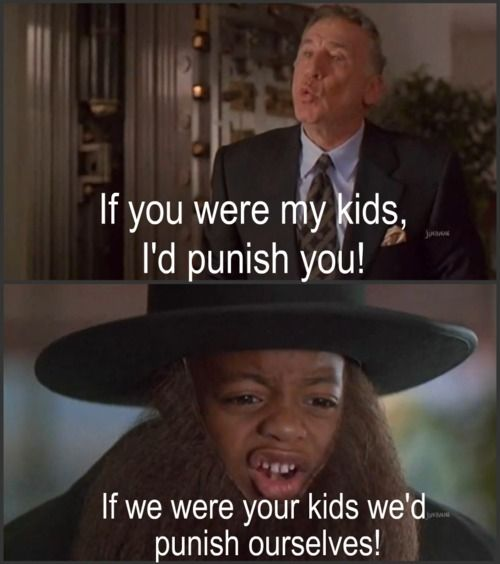 If you were my kids,
I'd punish you!
If we were your kids we'd
punish ourselves!